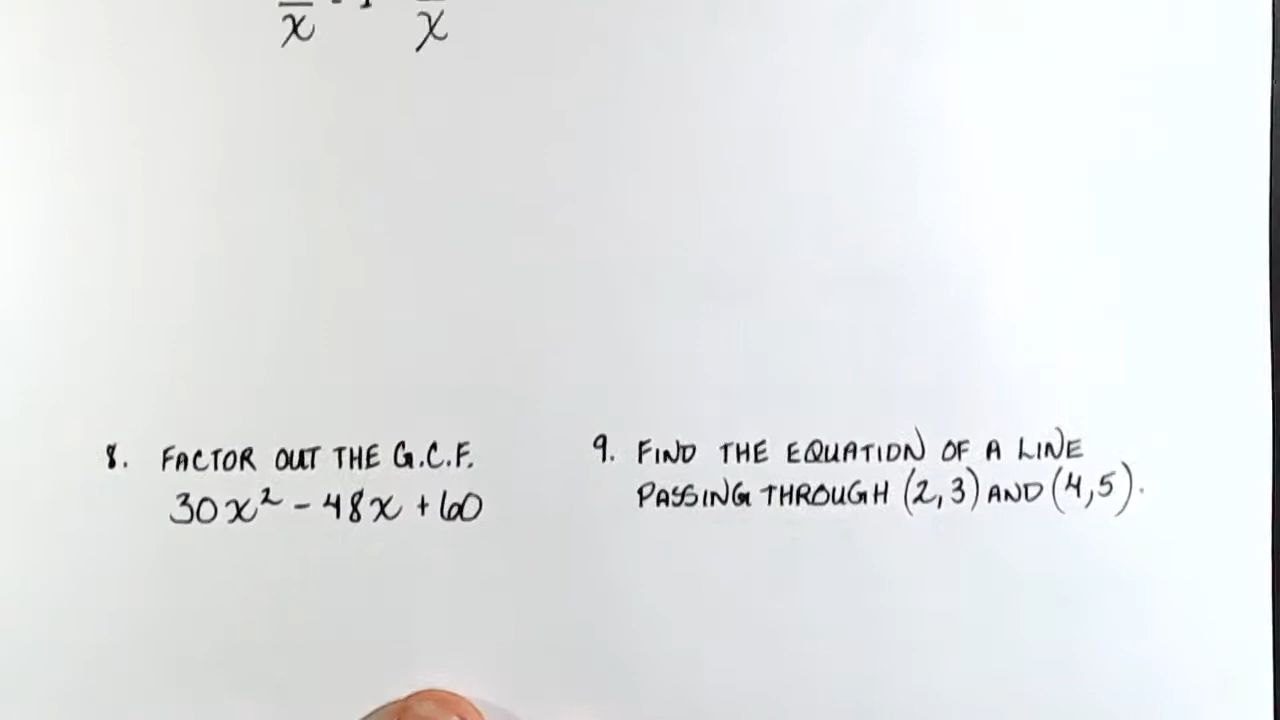 x x
8. FACTOR OUT THE G.C.F.
30x² - 48x + 60
9. FIND THE EQUATION OF A LINE
PASSING THROUGH (2,3) AND (4,5).